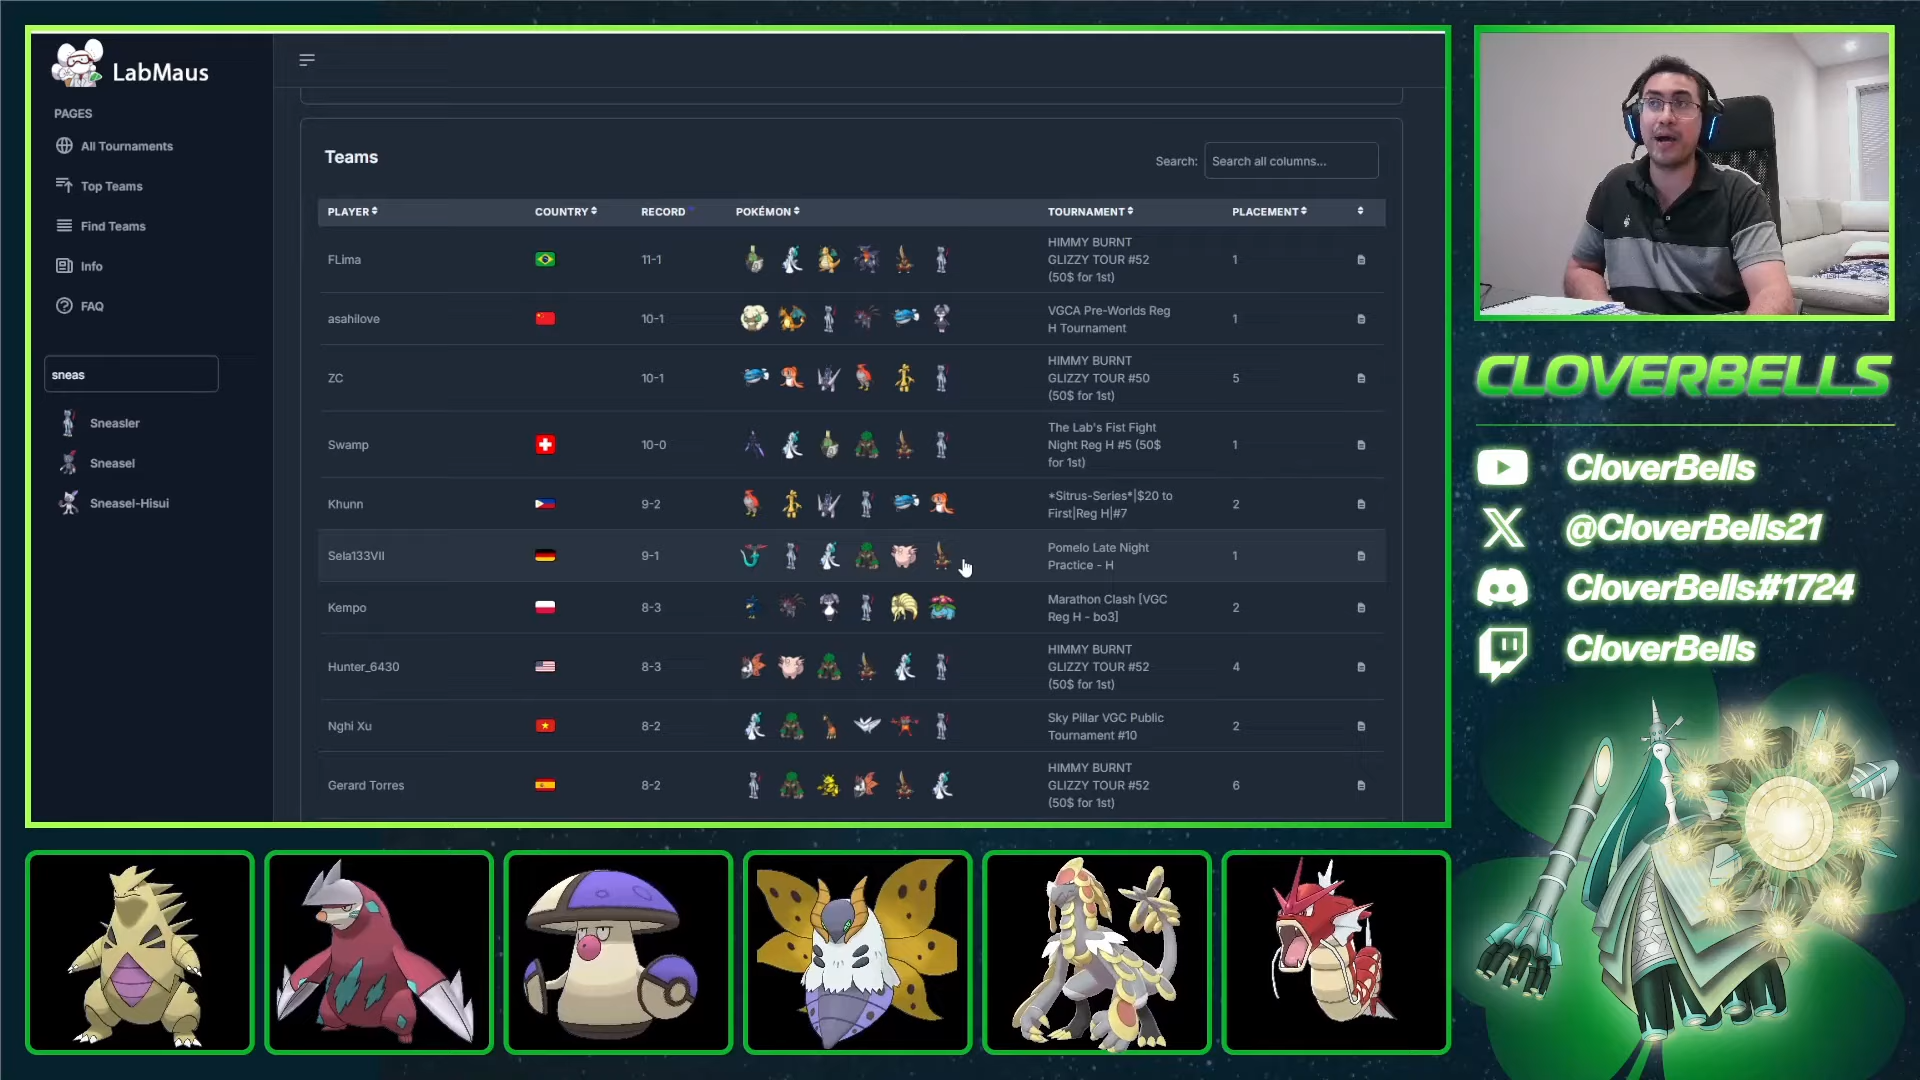 LabMaus
PAGES
All Tournaments
Top Teams
Find Teams
Info
FAQ
sneas
Sneasler
Sneasel
Sneasel-Hisui
Teams
Search: Search all columns...
PLAYER COUNTRY RECORD POKÉMON TOURNAMENT PLACEMENT
FLima 11-1 HIMMY BURNT GLIZZY TOUR #52 (50$ for 1st) 1
asahilove 10-1 VGCA Pre-Worlds Reg H Tournament 1
ZC 10-1 HIMMY BURNT GLIZZY TOUR #50 (50$ for 1st) 5
Swamp 10-0 The Lab's Fist Fight Night Reg H #5 (50$ for 1st) 1
Khunn 9-2 *Sitrus-Series*|$20 to First|Reg H|#7 2
Sela133VII 9-1 Pomelo Late Night Practice - H 1
Kempo 8-3 Marathon Clash [VGC Reg H - bo3] 2
Hunter_6430 8-3 HIMMY BURNT GLIZZY TOUR #52 (50$ for 1st) 4
Nghi Xu 8-2 Sky Pillar VGC Public Tournament #10 2
Gerard Torres 8-2 HIMMY BURNT GLIZZY TOUR #52 (50$ for 1st) 6
CLOVERBELLS
CloverBells
@CloverBells21
CloverBells#1724
CloverBells